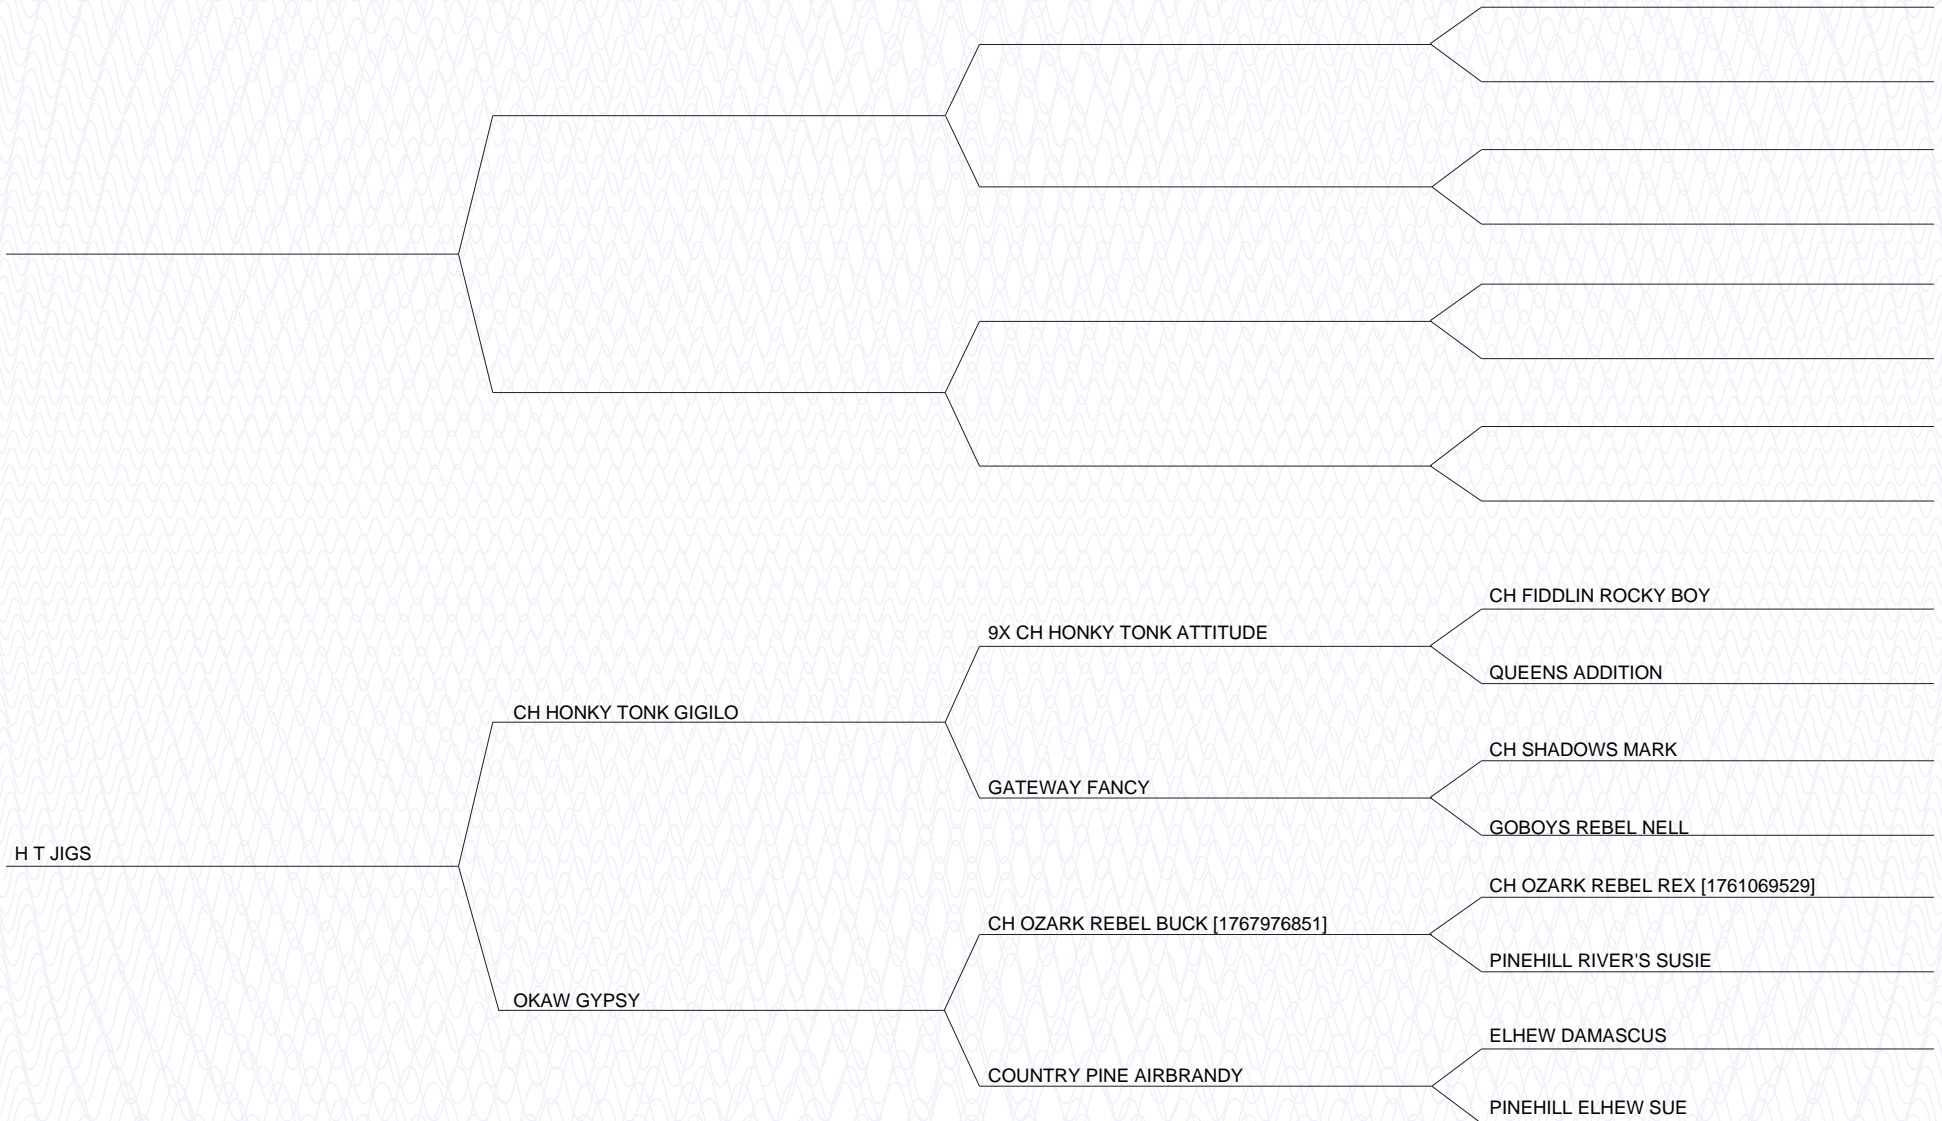 CH FIDDLIN ROCKY BOY
9X CH HONKY TONK ATTITUDE
QUEENS ADDITION
CH HONKY TONK GIGILO
CH SHADOWS MARK
GATEWAY FANCY
GOBOYS REBEL NELL
H T JIGS
CH OZARK REBEL REX [1761069529]
CH OZARK REBEL BUCK [1767976851]
PINEHILL RIVER'S SUSIE
OKAW GYPSY
ELHEW DAMASCUS
COUNTRY PINE AIRBRANDY
PINEHILL ELHEW SUE